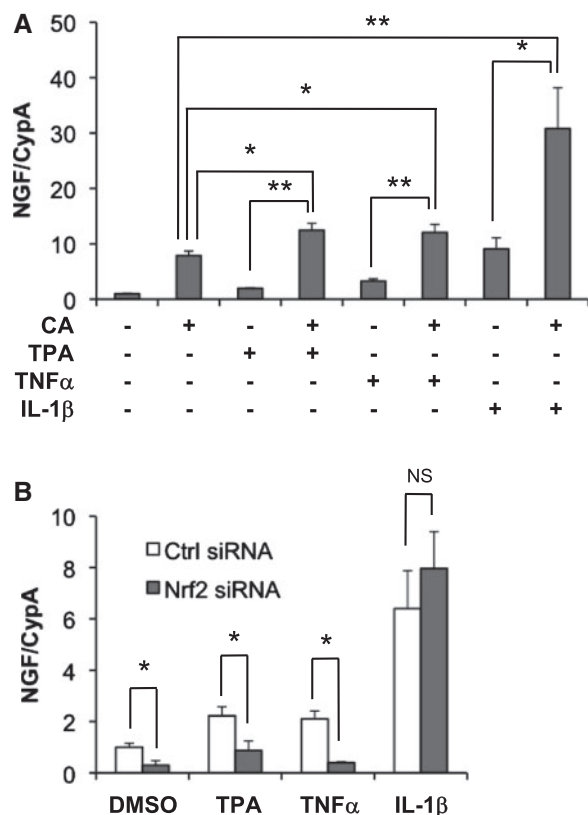 A
50
40
30
20
10
0
NGF/CypA
**
*
*
*
**
**
CA - + - + - + - +
TPA - - + + - - - -
TNFα - - - - + + - -
IL-1β - - - - - - + +
B
10
8
6
4
2
0
NGF/CypA
Ctrl siRNA
Nrf2 siRNA
NS
*
*
*
DMSO TPA TNFα IL-1β